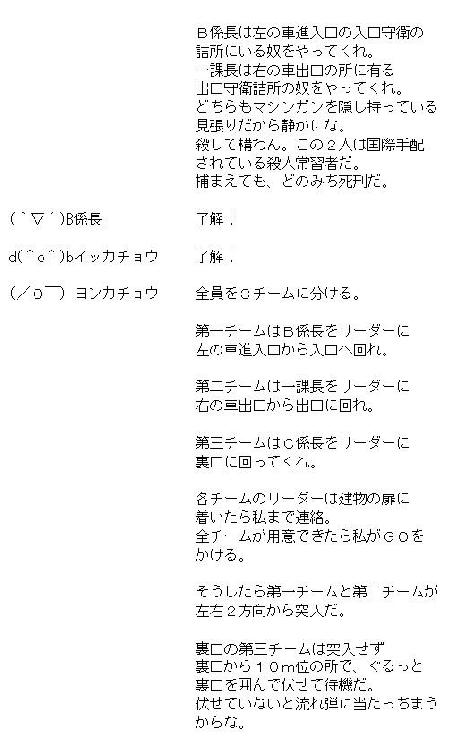 Ｂ係長は左の車進入口の入口守衛の
詰所にいる奴をやってくれ。
一課長は右の車出口の所に有る
出口守衛詰所の奴をやってくれ。
どちらもマシンガンを隠し持っている
見張りだから静かにな。
殺して構わん。この２人は国際手配
されている殺人常習者だ。
捕まえても、どのみち死刑だ。
(＾▽＾)B係長 了解．
d(＾o＾)bイッカチョウ 了解．
(／○￣) ヨンカチョウ 全員を３チームに分ける。
第一チームはＢ係長をリーダーに
左の車進入口から入口へ回れ。
第二チームは一課長をリーダーに
右の車出口から出口に回れ。
第三チームはＣ係長をリーダーに
裏口に回ってくれ。
各チームのリーダーは建物の扉に
着いたら私まで連絡。
全チームが用意できたら私がＧＯを
かける。
そうしたら第一チームと第二チームが
左右２方向から突入だ。
裏口の第三チームは突入せず
裏口から１０ｍ位の所で、ぐるっと
裏口を囲んで伏せて待機だ。
伏せていないと流れ弾に当たっちまう
からな。